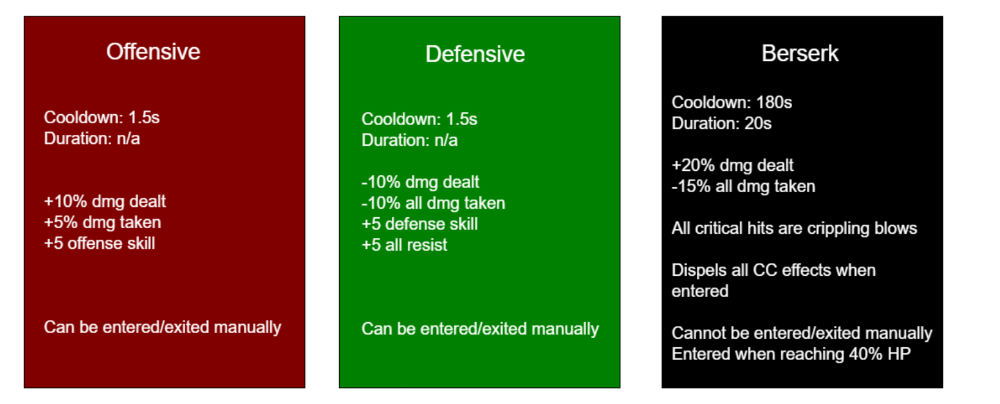 Offensive
Cooldown: 1.5s
Duration: n/a
+10% dmg dealt
+5% dmg taken
+5 offense skill
Can be entered/exited manually
Defensive
Cooldown: 1.5s
Duration: n/a
-10% dmg dealt
-10% all dmg taken
+5 defense skill
+5 all resist
Can be entered/exited manually
Berserk
Cooldown: 180s
Duration: 20s
+20% dmg dealt
-15% all dmg taken
All critical hits are crippling blows
Dispels all CC effects when
entered
Cannot be entered/exited manually
Entered when reaching 40% HP